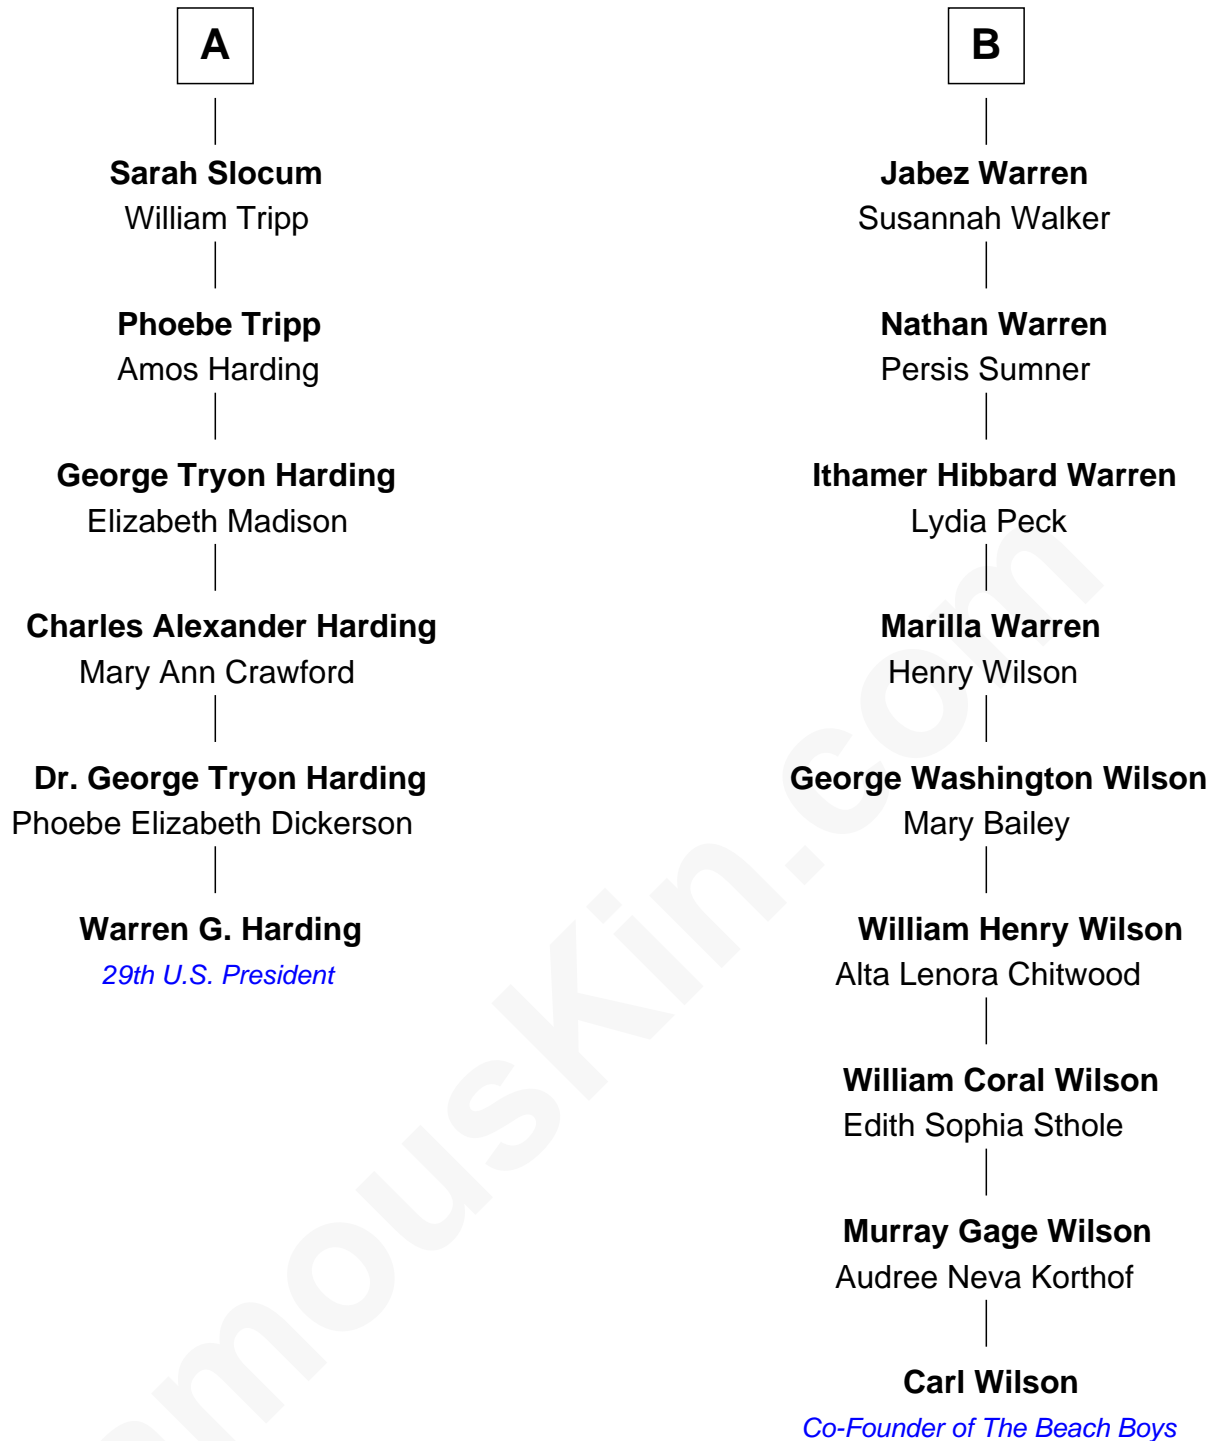 A
Sarah Slocum
William Tripp
Phoebe Tripp
Amos Harding
George Tryon Harding
Elizabeth Madison
Charles Alexander Harding
Mary Ann Crawford
Dr. George Tryon Harding
Phoebe Elizabeth Dickerson
Warren G. Harding
29th U.S. President
B
Jabez Warren
Susannah Walker
Nathan Warren
Persis Sumner
Ithamer Hibbard Warren
Lydia Peck
Marilla Warren
Henry Wilson
George Washington Wilson
Mary Bailey
William Henry Wilson
Alta Lenora Chitwood
William Coral Wilson
Edith Sophia Sthole
Murray Gage Wilson
Audree Neva Korthof
Carl Wilson
Co-Founder of The Beach Boys
amouskin.com